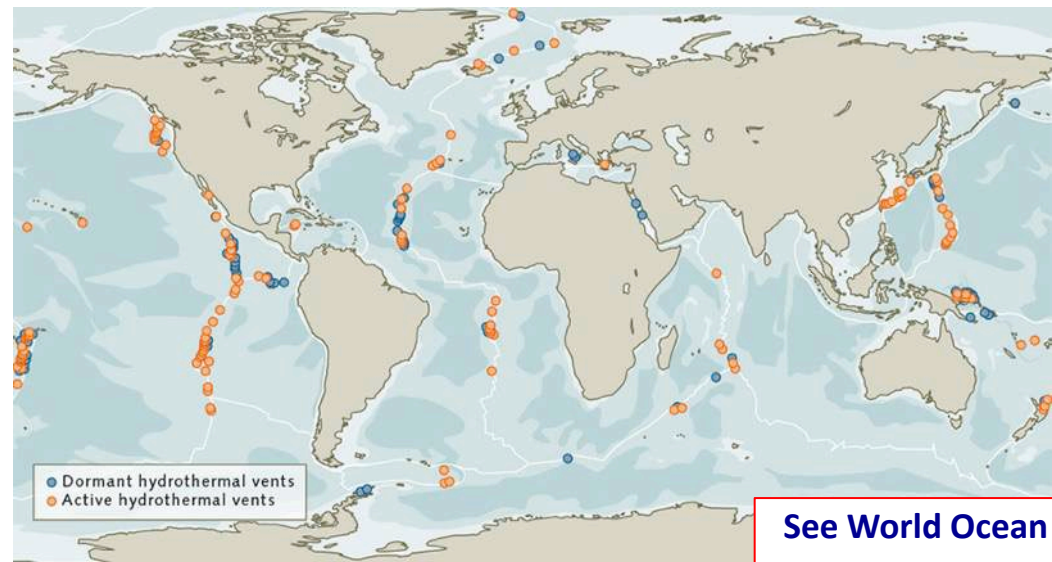 Dormant hydrothermal vents
Active hydrothermal vents
See World Ocean